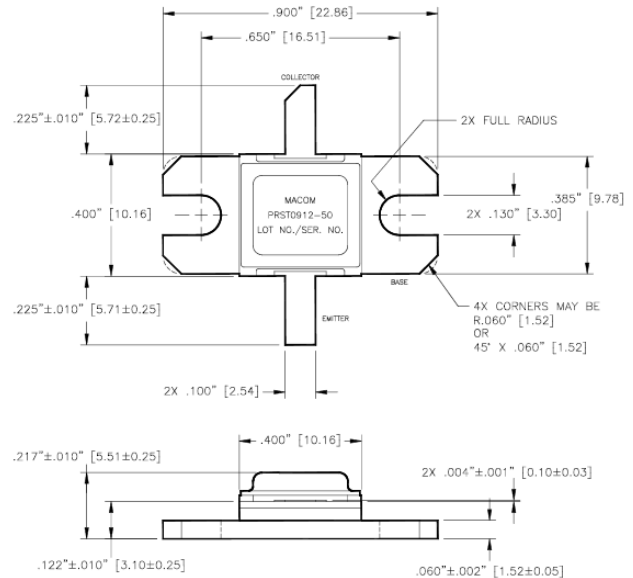 .900" [22.86]
.650" [16.51]
COLLECTOR
.225"±.010" [5.72±0.25]
2X FULL RADIUS
MACOM
PRST0912-50
LOT NO./SER. NO.
.400" [10.16]
.385" [9.78]
2X .130" [3.30]
.225"±.010" [5.71±0.25]
BASE
EMITTER
4X CORNERS MAY BE
R.060" [1.52]
OR
45° X .060" [1.52]
2X .100" [2.54]
.400" [10.16]
.217"±.010" [5.51±0.25]
2X .004"±.001" [0.10±0.03]
.122"±.010" [3.10±0.25]
.060"±.002" [1.52±0.05]